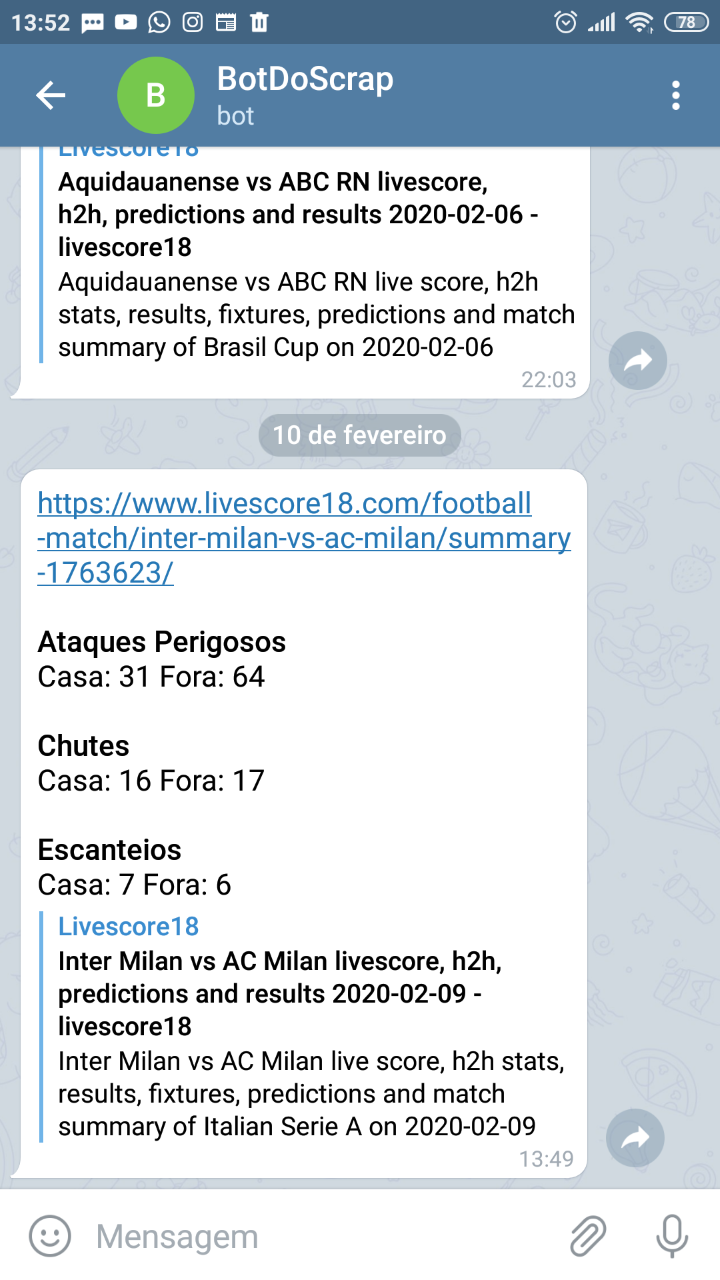 13:52
78
B
BotDoScrap
bot
Livescore18
Aquidauanense vs ABC RN livescore,
h2h, predictions and results 2020-02-06 -
livescore18
Aquidauanense vs ABC RN live score, h2h
stats, results, fixtures, predictions and match
summary of Brasil Cup on 2020-02-06
22:03
10 de fevereiro
https://www.livescore18.com/football
-match/inter-milan-vs-ac-milan/summary
-1763623/
Ataques Perigosos
Casa: 31 Fora: 64
Chutes
Casa: 16 Fora: 17
Escanteios
Casa: 7 Fora: 6
Livescore18
Inter Milan vs AC Milan livescore, h2h,
predictions and results 2020-02-09 -
livescore18
Inter Milan vs AC Milan live score, h2h stats,
results, fixtures, predictions and match
summary of Italian Serie A on 2020-02-09
13:49
Mensagem